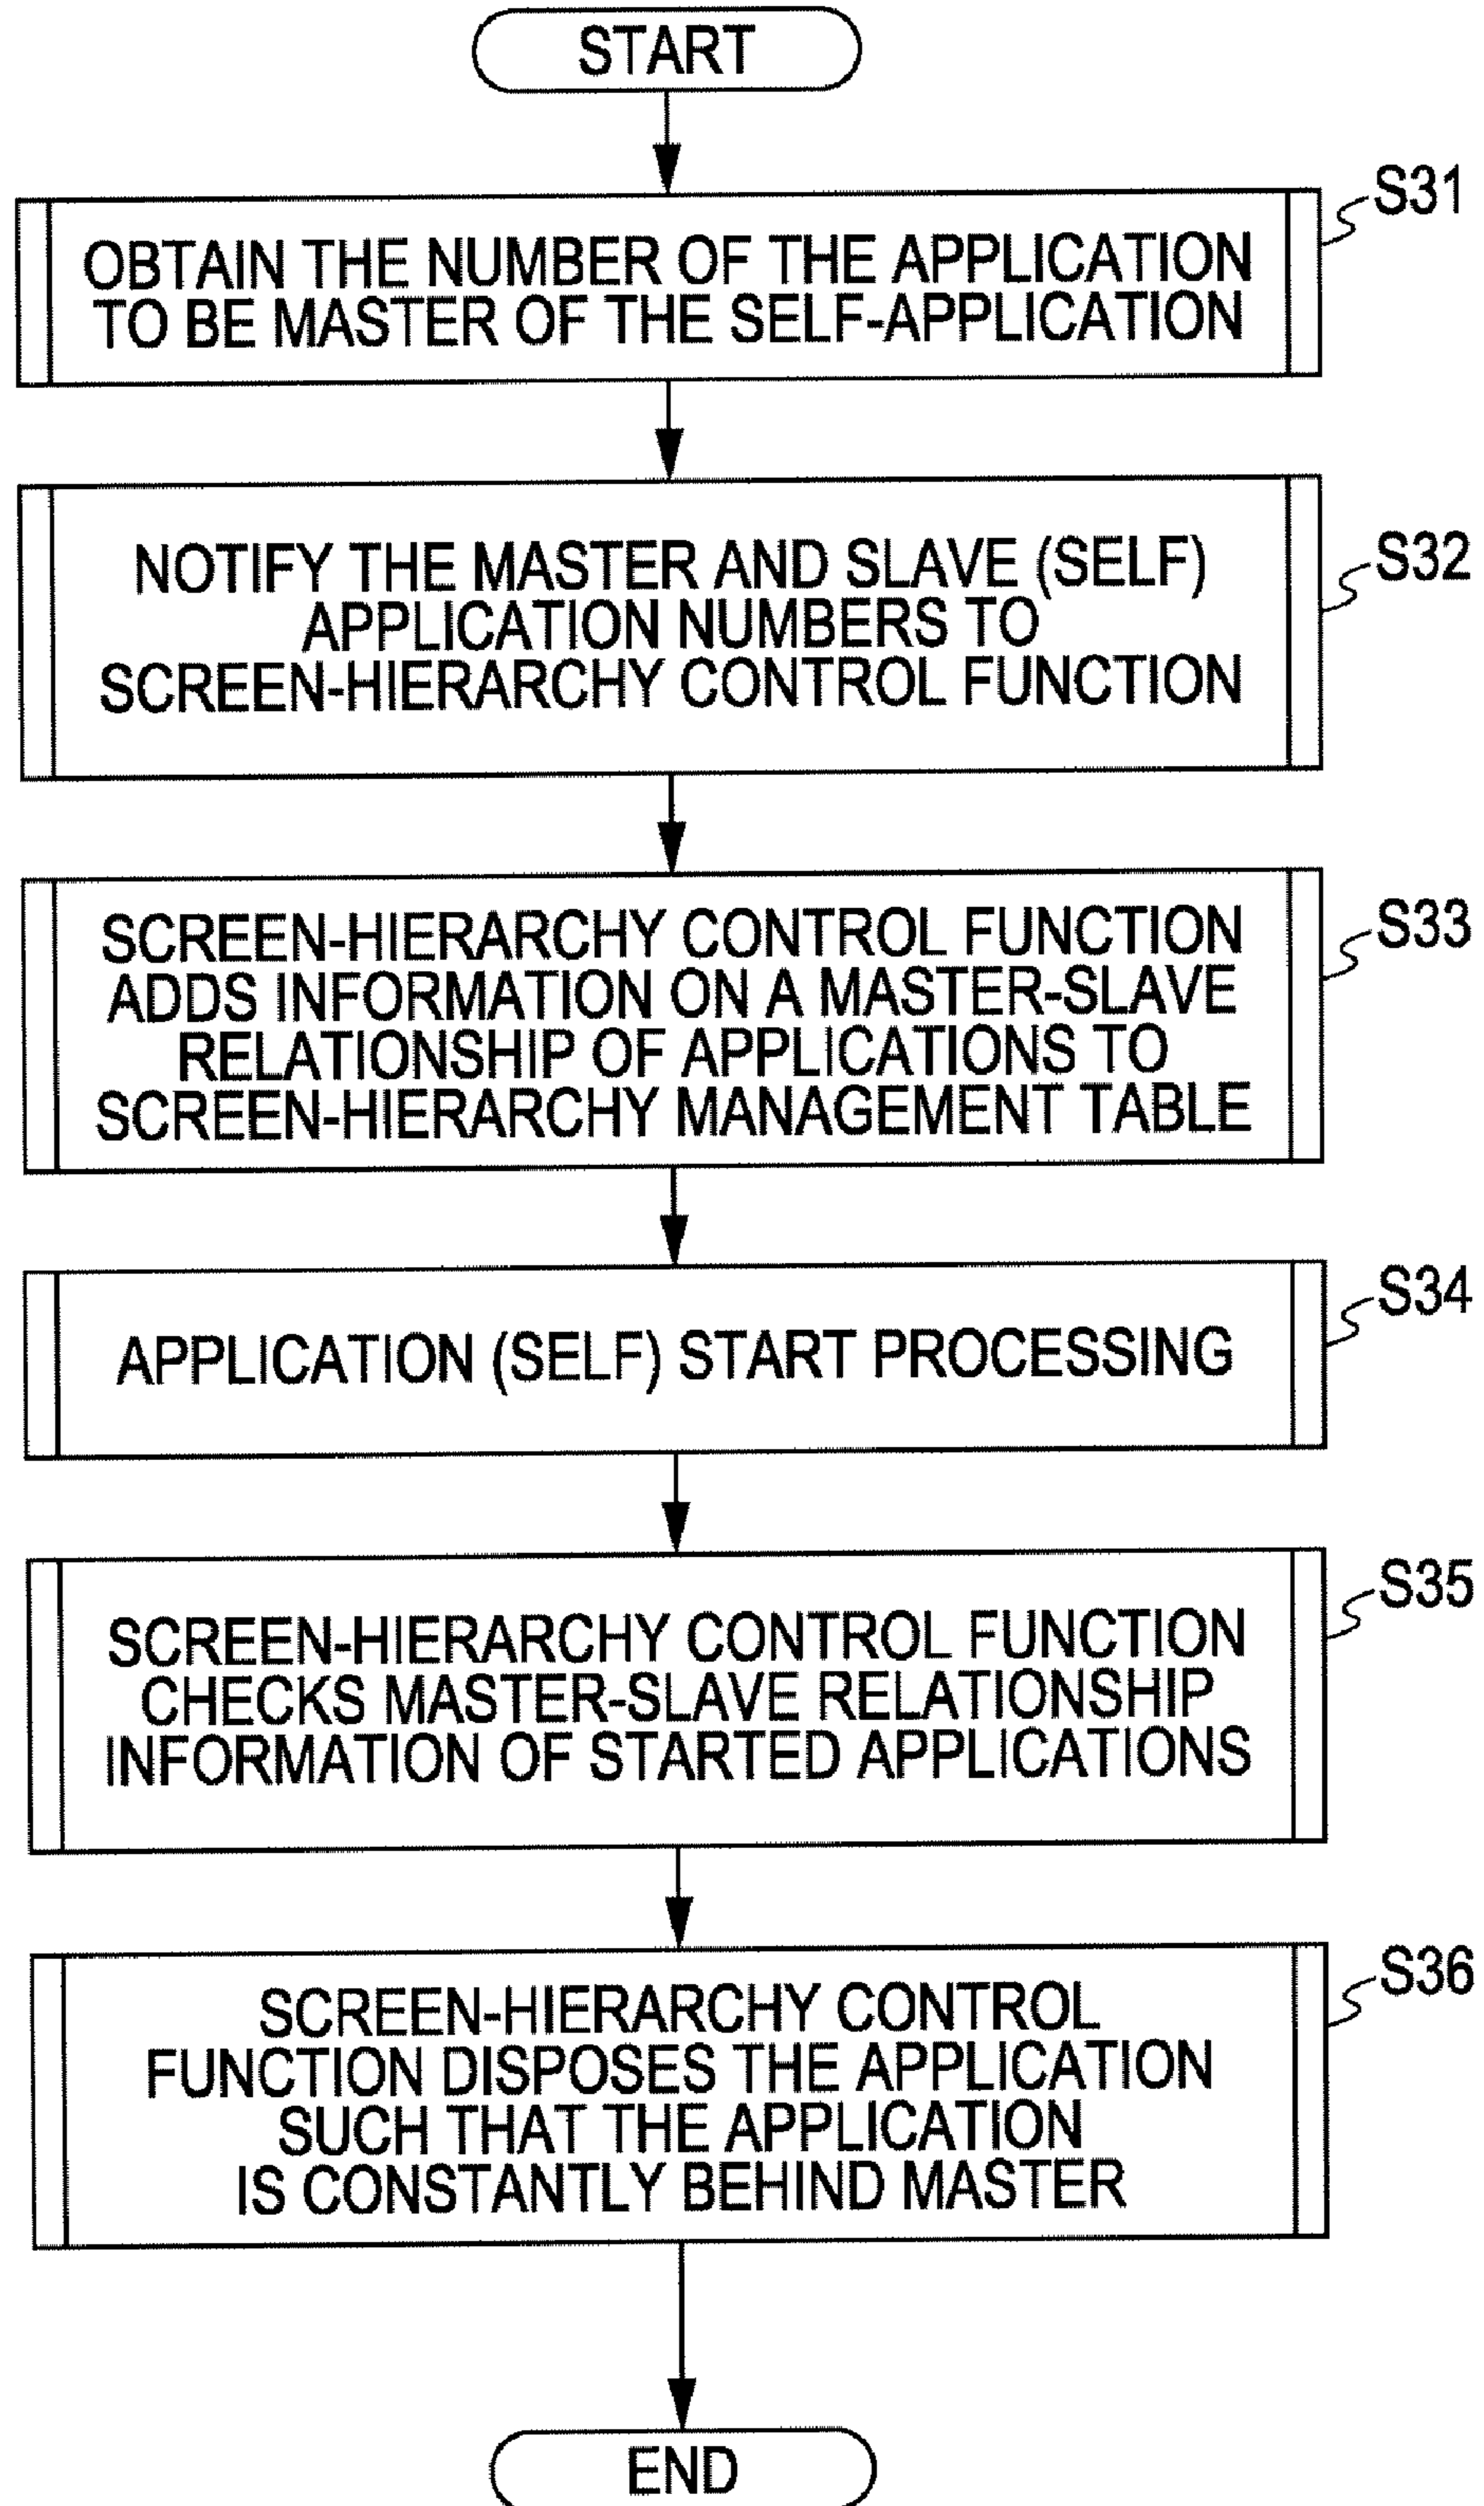 START
S31
OBTAIN THE NUMBER OF THE APPLICATION
TO BE MASTER OF THE SELF-APPLICATION
S32
NOTIFY THE MASTER AND SLAVE (SELF)
APPLICATION NUMBERS TO
SCREEN-HIERARCHY CONTROL FUNCTION
S33
SCREEN-HIERARCHY CONTROL FUNCTION
ADDS INFORMATION ON A MASTER-SLAVE
RELATIONSHIP OF APPLICATIONS TO
SCREEN-HIERARCHY MANAGEMENT TABLE
S34
APPLICATION (SELF) START PROCESSING
S35
SCREEN-HIERARCHY CONTROL FUNCTION
CHECKS MASTER-SLAVE RELATIONSHIP
INFORMATION OF STARTED APPLICATIONS
S36
SCREEN-HIERARCHY CONTROL
FUNCTION DISPOSES THE APPLICATION
SUCH THAT THE APPLICATION
IS CONSTANTLY BEHIND MASTER
END